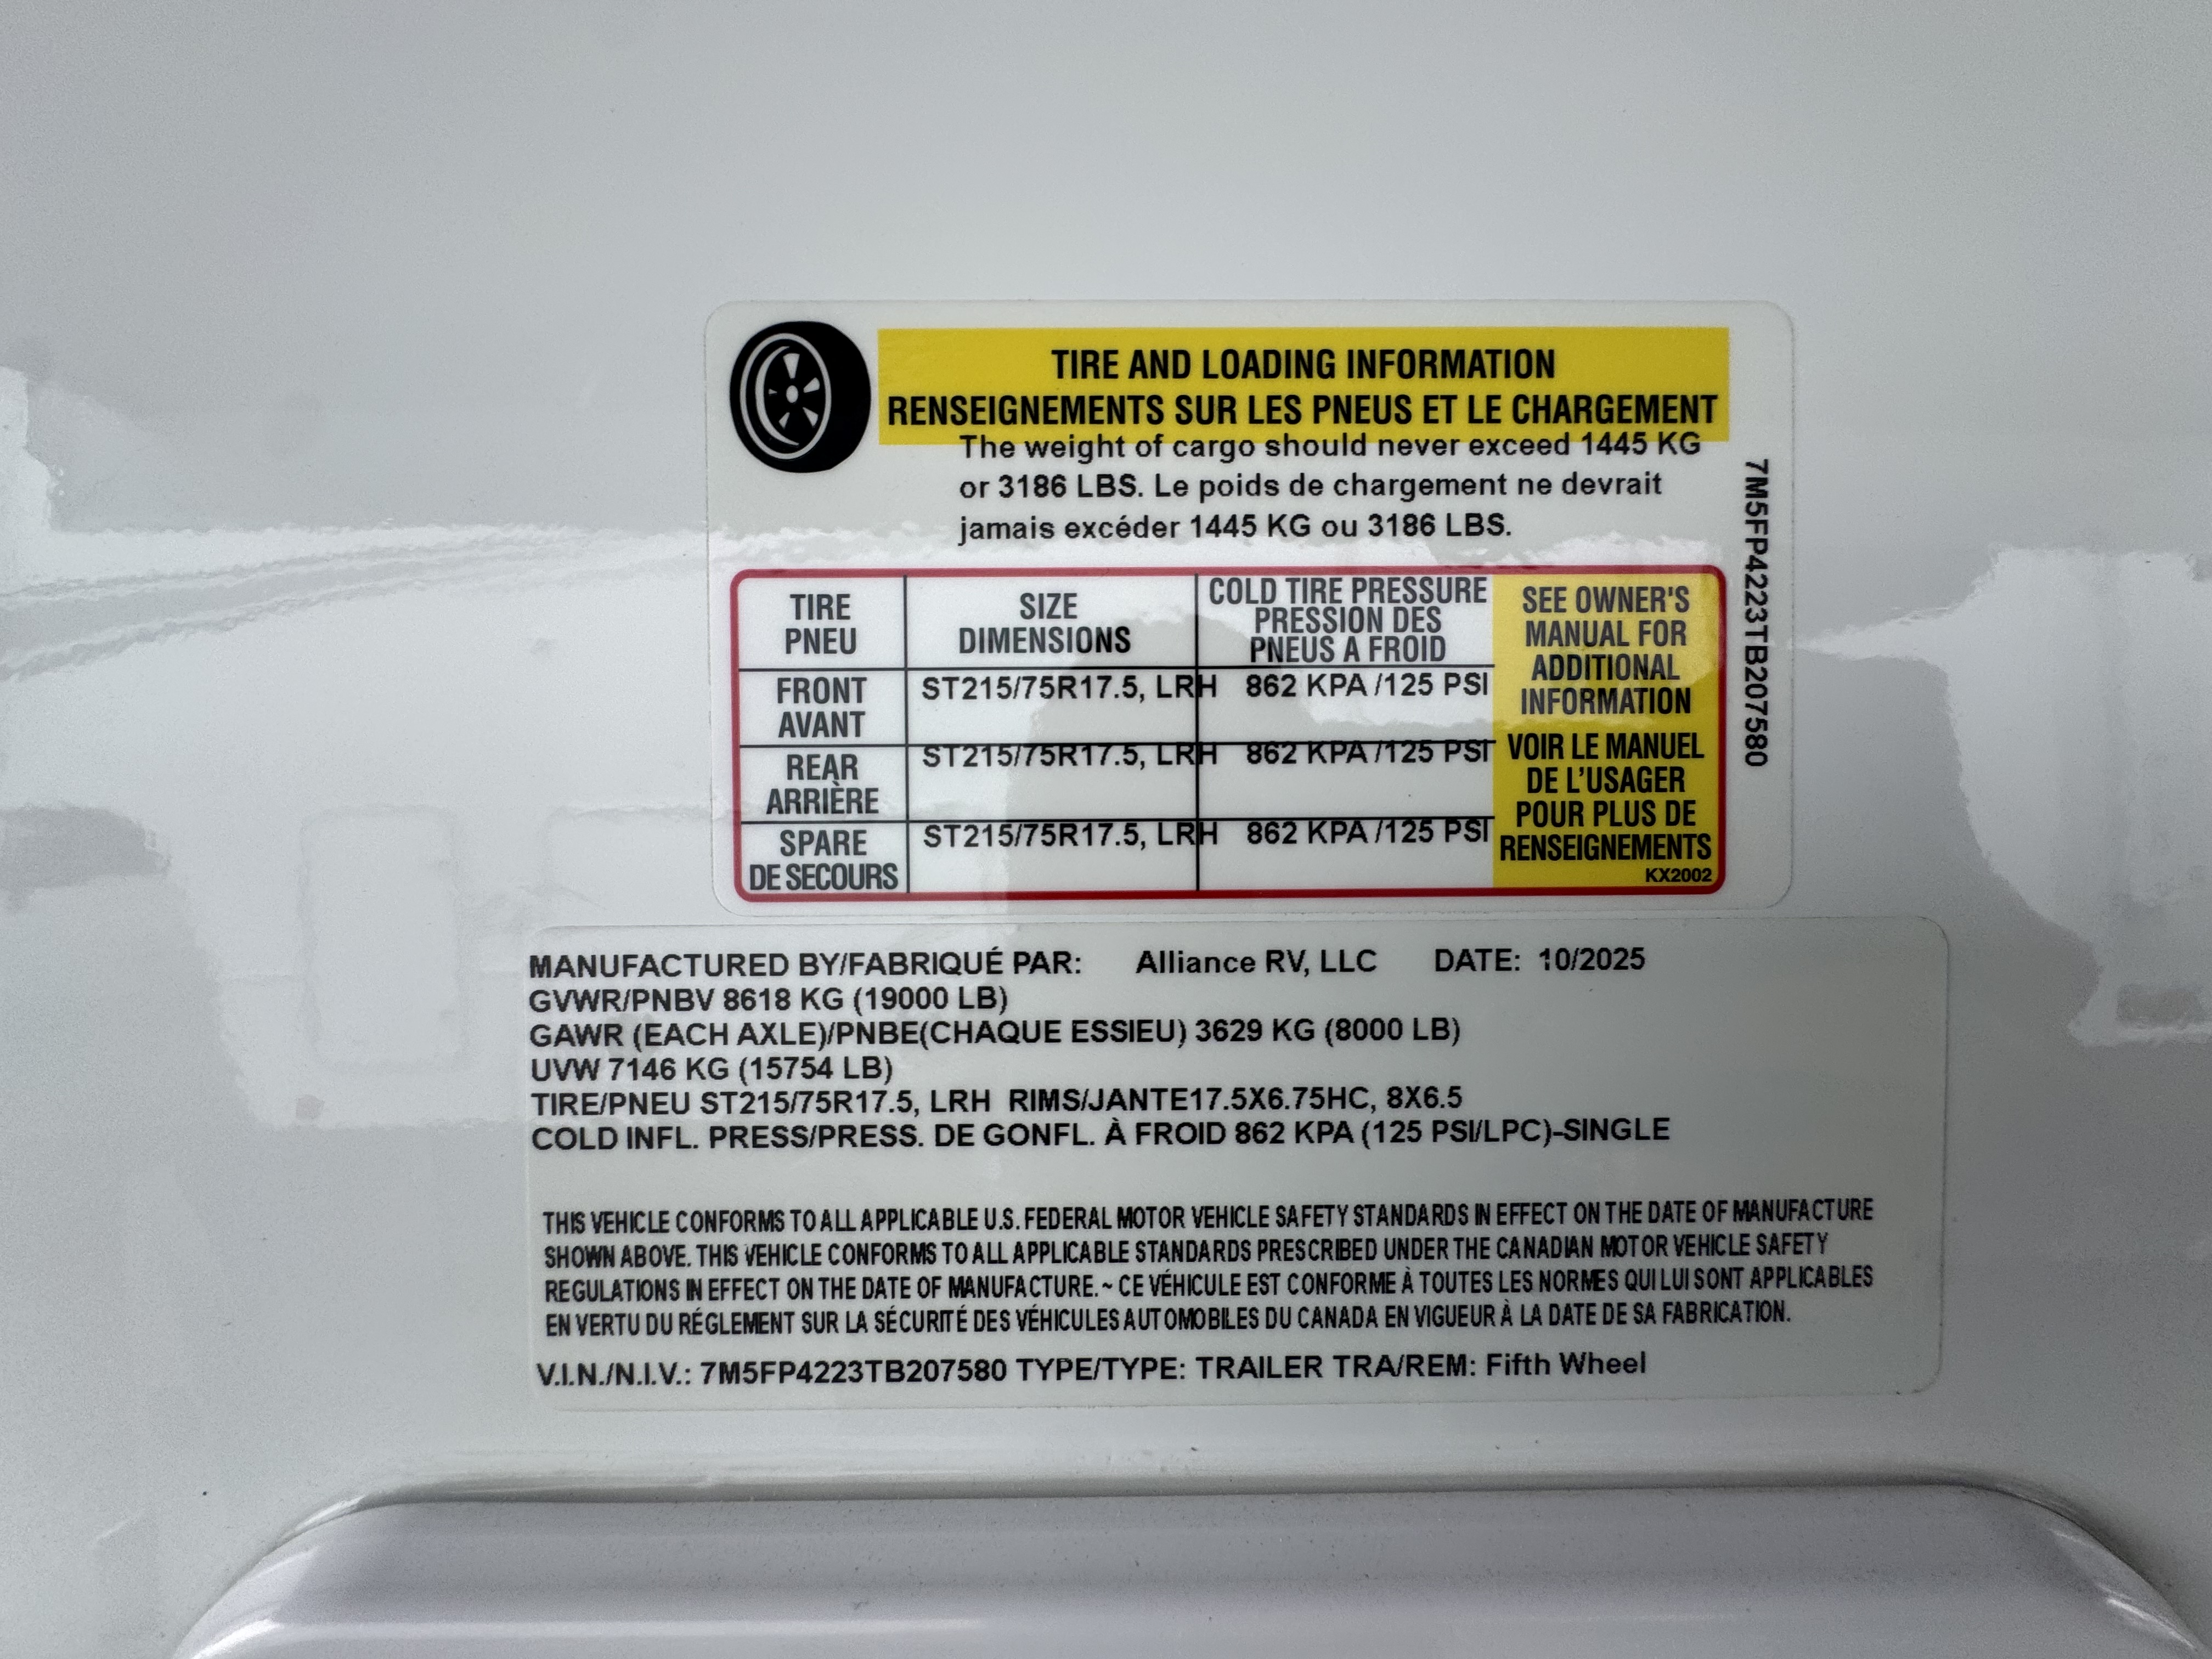 TIRE AND LOADING INFORMATION
RENSEIGNEMENTS SUR LES PNEUS ET LE CHARGEMENT
The weight of cargo should never exceed 1445 KG
or 3186 LBS. Le poids de chargement ne devrait
jamais excéder 1445 KG ou 3186 LBS.
7M5FP4223TB207580
TIRE
PNEU
SIZE
DIMENSIONS
COLD TIRE PRESSURE
PRESSION DES
PNEUS A FROID
FRONT
AVANT
ST215/75R17.5, LRH 862 KPA /125 PSI
REAR
ARRIÈRE
ST215/75R17.5, LRH 862 KPA /125 PSI
SPARE
DE SECOURS
ST215/75R17.5, LRH 862 KPA /125 PSI
SEE OWNER'S
MANUAL FOR
ADDITIONAL
INFORMATION
VOIR LE MANUEL
DE L'USAGER
POUR PLUS DE
RENSEIGNEMENTS
KX2002
MANUFACTURED BY/FABRIQUÉ PAR: Alliance RV, LLC DATE: 10/2025
GVWR/PNBV 8618 KG (19000 LB)
GAWR (EACH AXLE)/PNBE(CHAQUE ESSIEU) 3629 KG (8000 LB)
UVW 7146 KG (15754 LB)
TIRE/PNEU ST215/75R17.5, LRH RIMS/JANTE17.5X6.75HC, 8X6.5
COLD INFL. PRESS/PRESS. DE GONFL. À FROID 862 KPA (125 PSI/LPC)-SINGLE
THIS VEHICLE CONFORMS TO ALL APPLICABLE U.S. FEDERAL MOTOR VEHICLE SAFETY STANDARDS IN EFFECT ON THE DATE OF MANUFACTURE
SHOWN ABOVE. THIS VEHICLE CONFORMS TO ALL APPLICABLE STANDARDS PRESCRIBED UNDER THE CANADIAN MOTOR VEHICLE SAFETY
REGULATIONS IN EFFECT ON THE DATE OF MANUFACTURE. ~ CE VÉHICULE EST CONFORME À TOUTES LES NORMES QUI LUI SONT APPLICABLES
EN VERTU DU RÉGLEMENT SUR LA SÉCURITÉ DES VÉHICULES AUTOMOBILES DU CANADA EN VIGUEUR À LA DATE DE SA FABRICATION.
V.I.N./N.I.V.: 7M5FP4223TB207580 TYPE/TYPE: TRAILER TRA/REM: Fifth Wheel